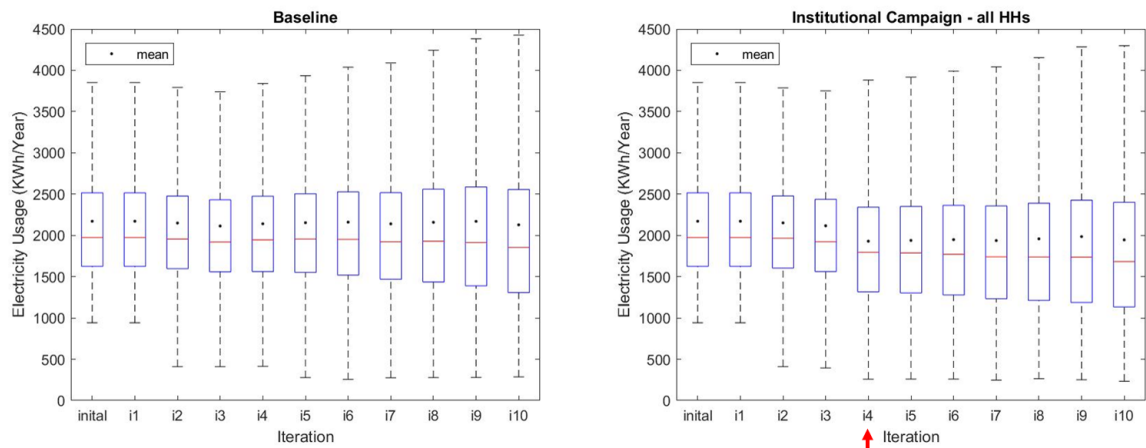 Baseline
4500
4000
3500
3000
2500
2000
1500
1000
500
0
Electricity Usage (KWh/Year)
mean
inital i1 i2 i3 i4 i5 i6 i7 i8 i9 i10
Iteration
Institutional Campaign - all HHs
4500
4000
3500
3000
2500
2000
1500
1000
500
0
Electricity Usage (KWh/Year)
mean
inital i1 i2 i3 i4 i5 i6 i7 i8 i9 i10
Iteration